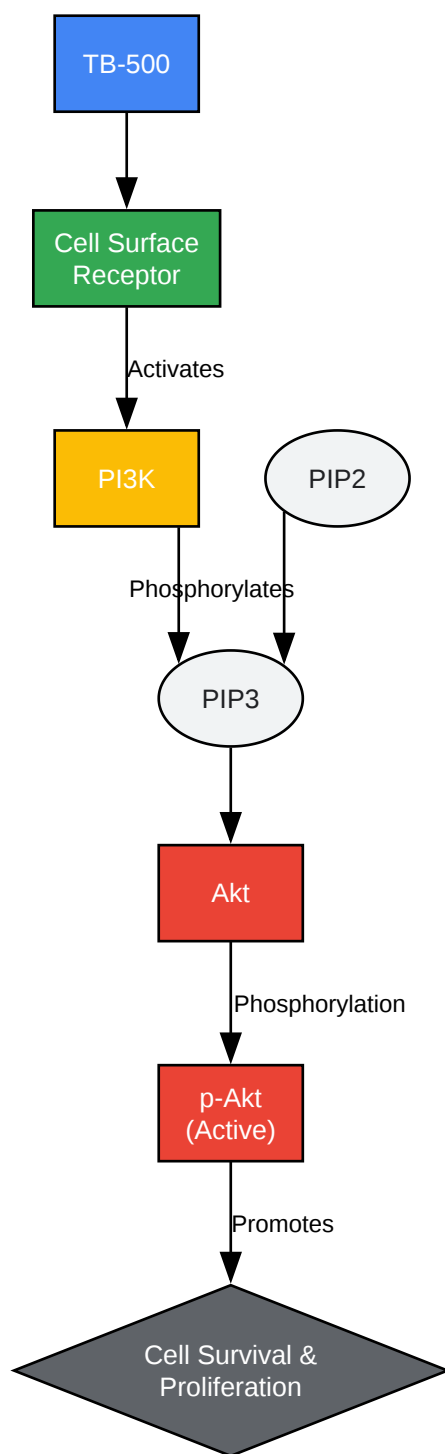 TB-500
Cell Surface
Receptor
Activates
PI3K
PIP2
Phosphorylates
PIP3
Akt
Phosphorylation
p-Akt
(Active)
Promotes
Cell Survival &
Proliferation